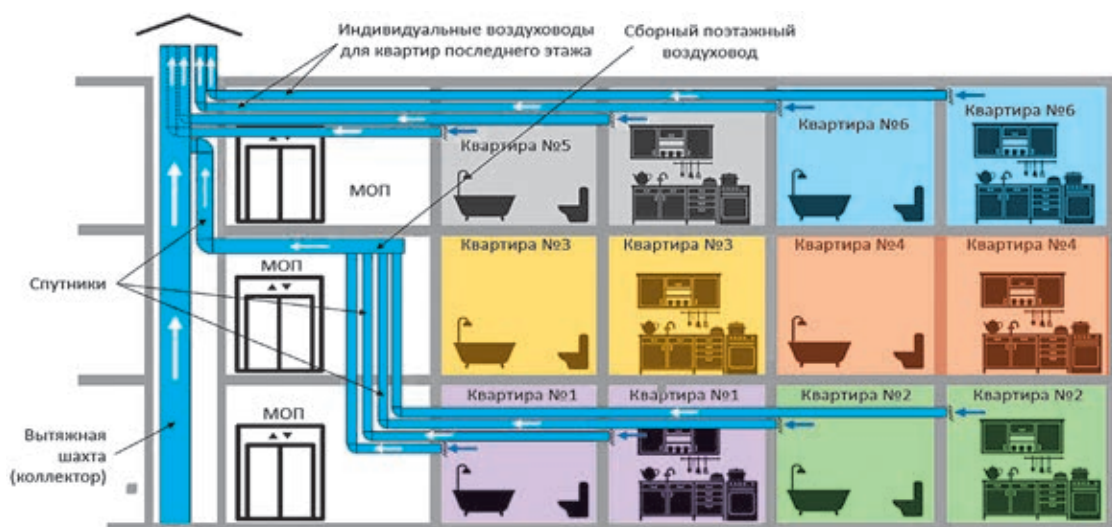 Индивидуальные воздуховоды
для квартир последнего этажа
Сборный поэтажный
воздуховод
Квартира №5
Квартира №6
Квартира №6
МОП
Спутники
МОП
Квартира №3
Квартира №3
Квартира №4
Квартира №4
МОП
Квартира №1
Квартира №1
Квартира №2
Квартира №2
Вытяжная
шахта
(коллектор)